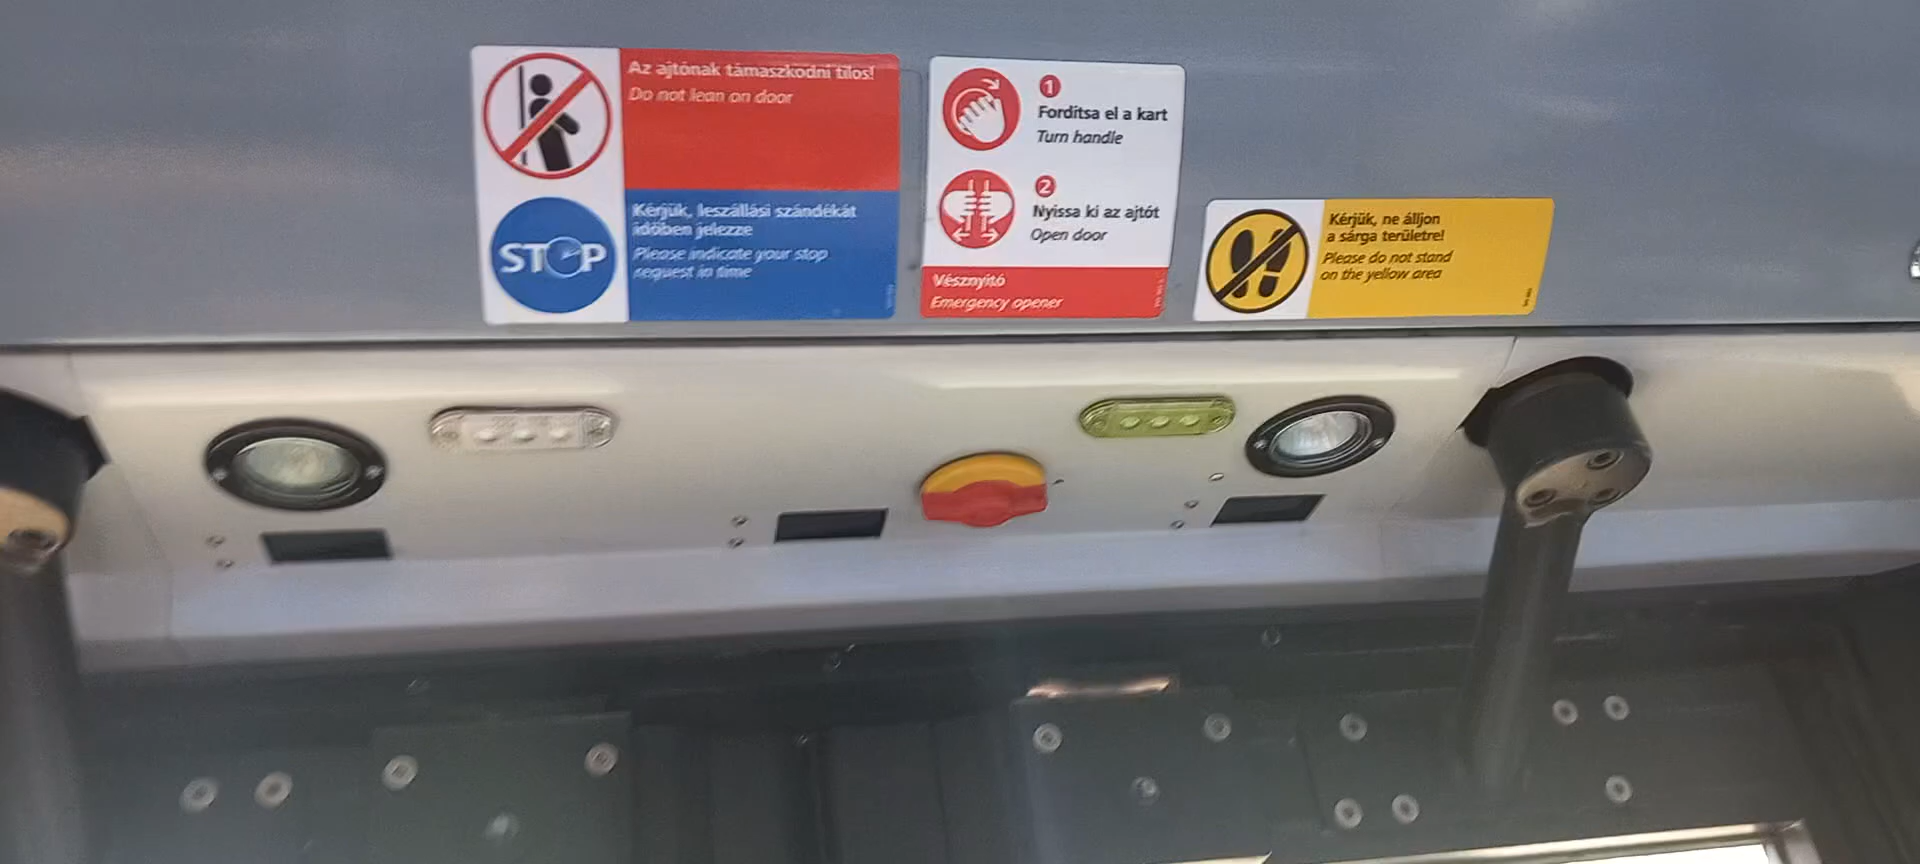 Az ajtónak támaszkodni tilos!
Do not lean on door
STOP
Kérjük, leszállási szándékát
időben jelezze
Please indicate your stop
request in time
1
Fordítsa el a kart
Turn handle
2
Nyissa ki az ajtót
Open door
Vésznyitó
Emergency opener
Kérjük, ne álljon
a sárga területre!
Please do not stand
on the yellow area